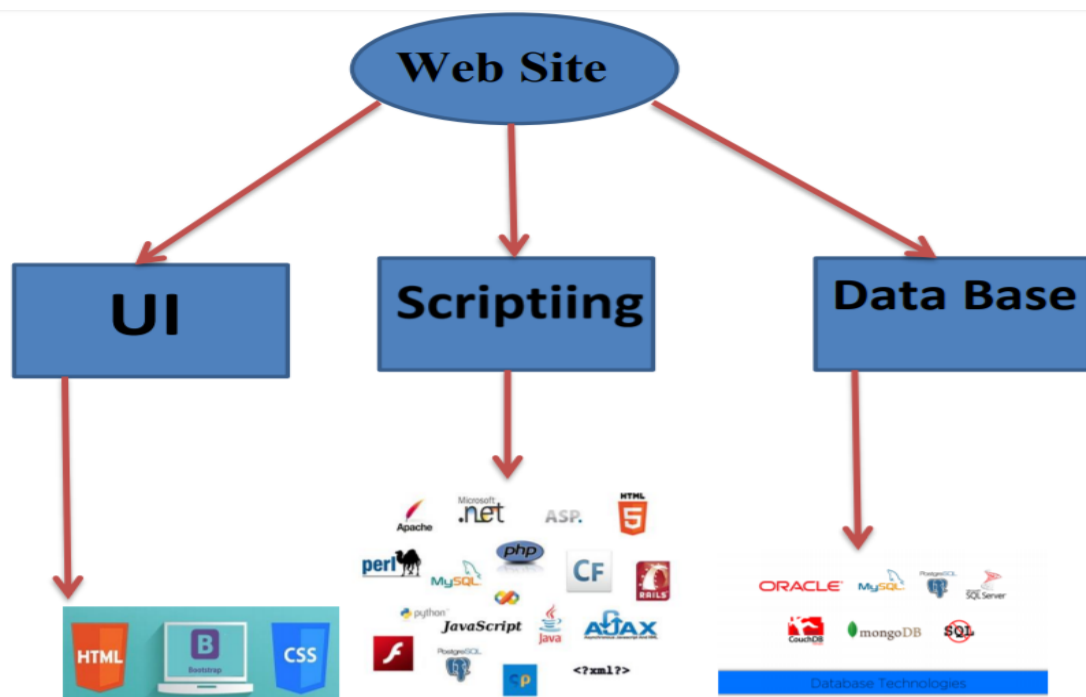 Web Site
UI
Scriptiing
Data Base
HTML
B
Bootstrap
CSS
Apache
Microsoft
.net
ASP.
HTML
5
perl
MySQL
php
CF
RAILS
python
JavaScript
Java
AJAX
f
PostgreSQL
CP
<?xml?>
ORACLE
MySQL
PostgreSQL
SQL Server
CouchDB
mongoDB
SQL
Database Technologies